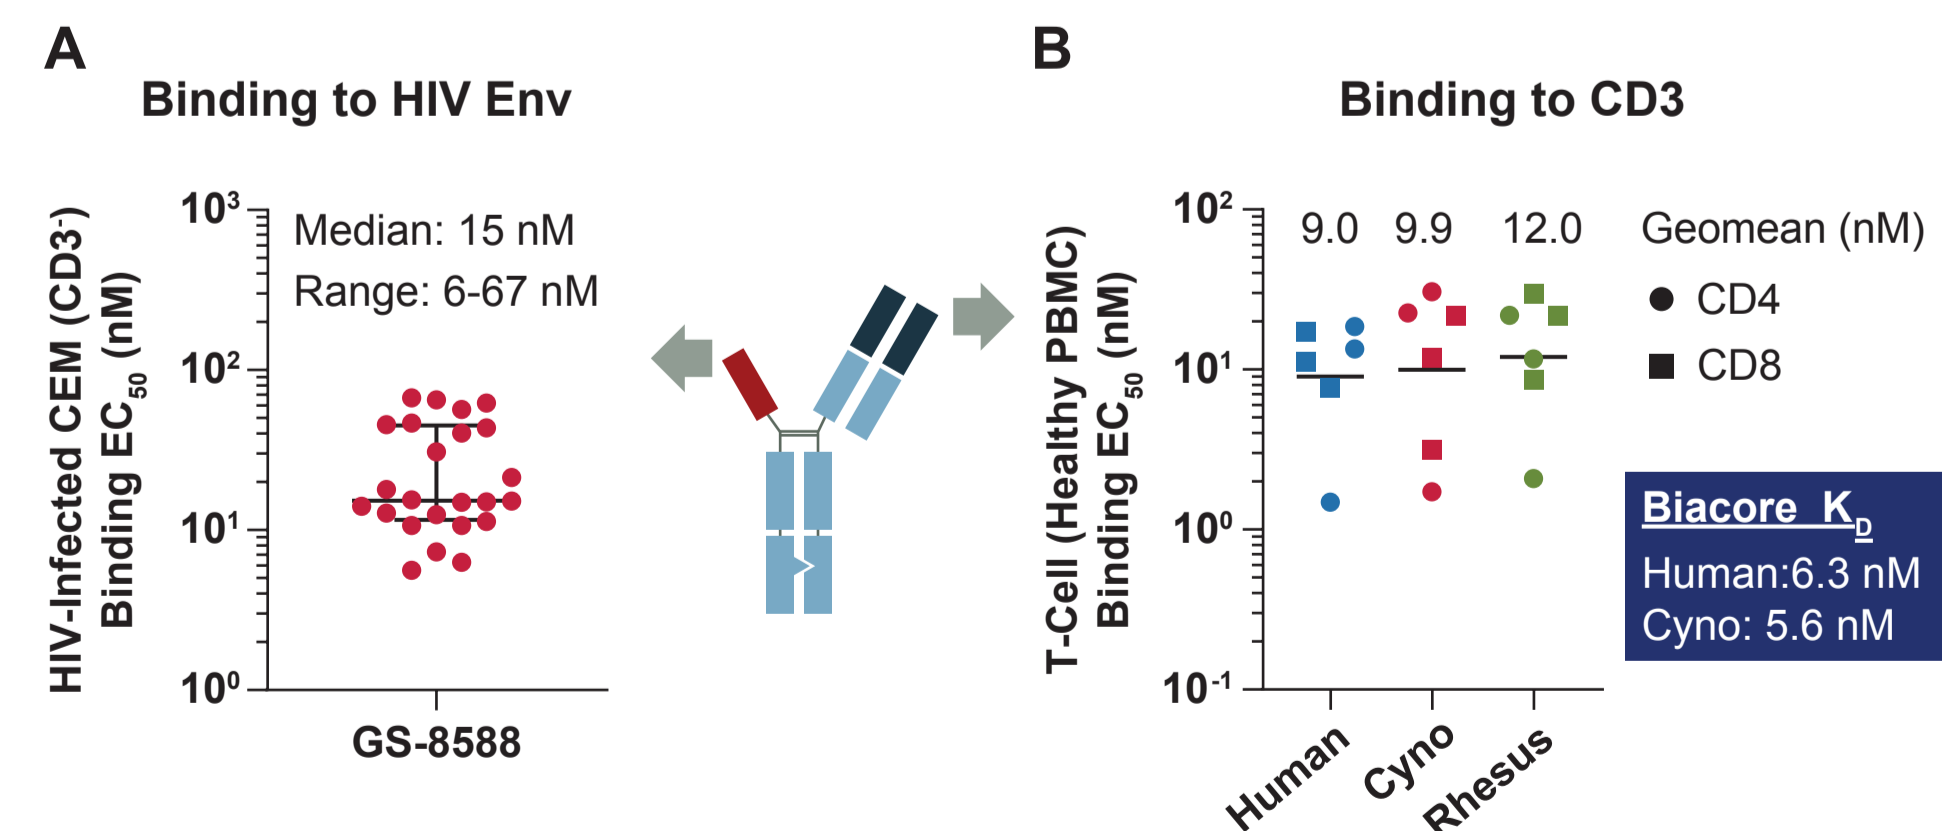 A
Binding to HIV Env
HIV-Infected CEM (CD3-)
Binding EC50 (nM)
10³
10²
10¹
10⁰
Median: 15 nM
Range: 6-67 nM
GS-8588
B
Binding to CD3
T-Cell (Healthy PBMC)
Binding EC50 (nM)
10²
10¹
10⁰
10⁻¹
9.0 9.9 12.0 Geomean (nM)
CD4
CD8
Biacore KD
Human:6.3 nM
Cyno: 5.6 nM
Human
Cyno
Rhesus